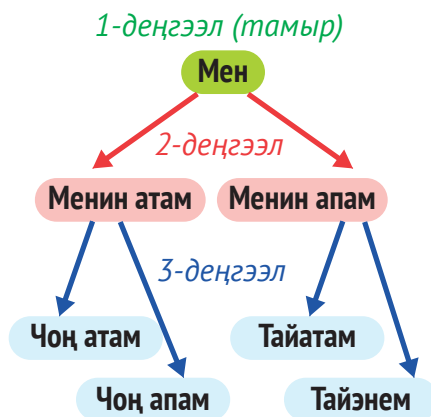 1-деңгээл (тамыр)
Мен
2-деңгээл
Менин атам
Менин апам
3-деңгээл
Чоң атам
Тайатам
Чоң апам
Тайэнем